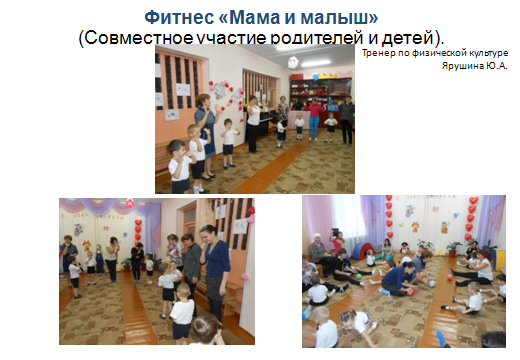 Фитнес «Мама и малыш»
(Совместное участие родителей и детей).
Тренер по физической культуре
Ярушина Ю.А.